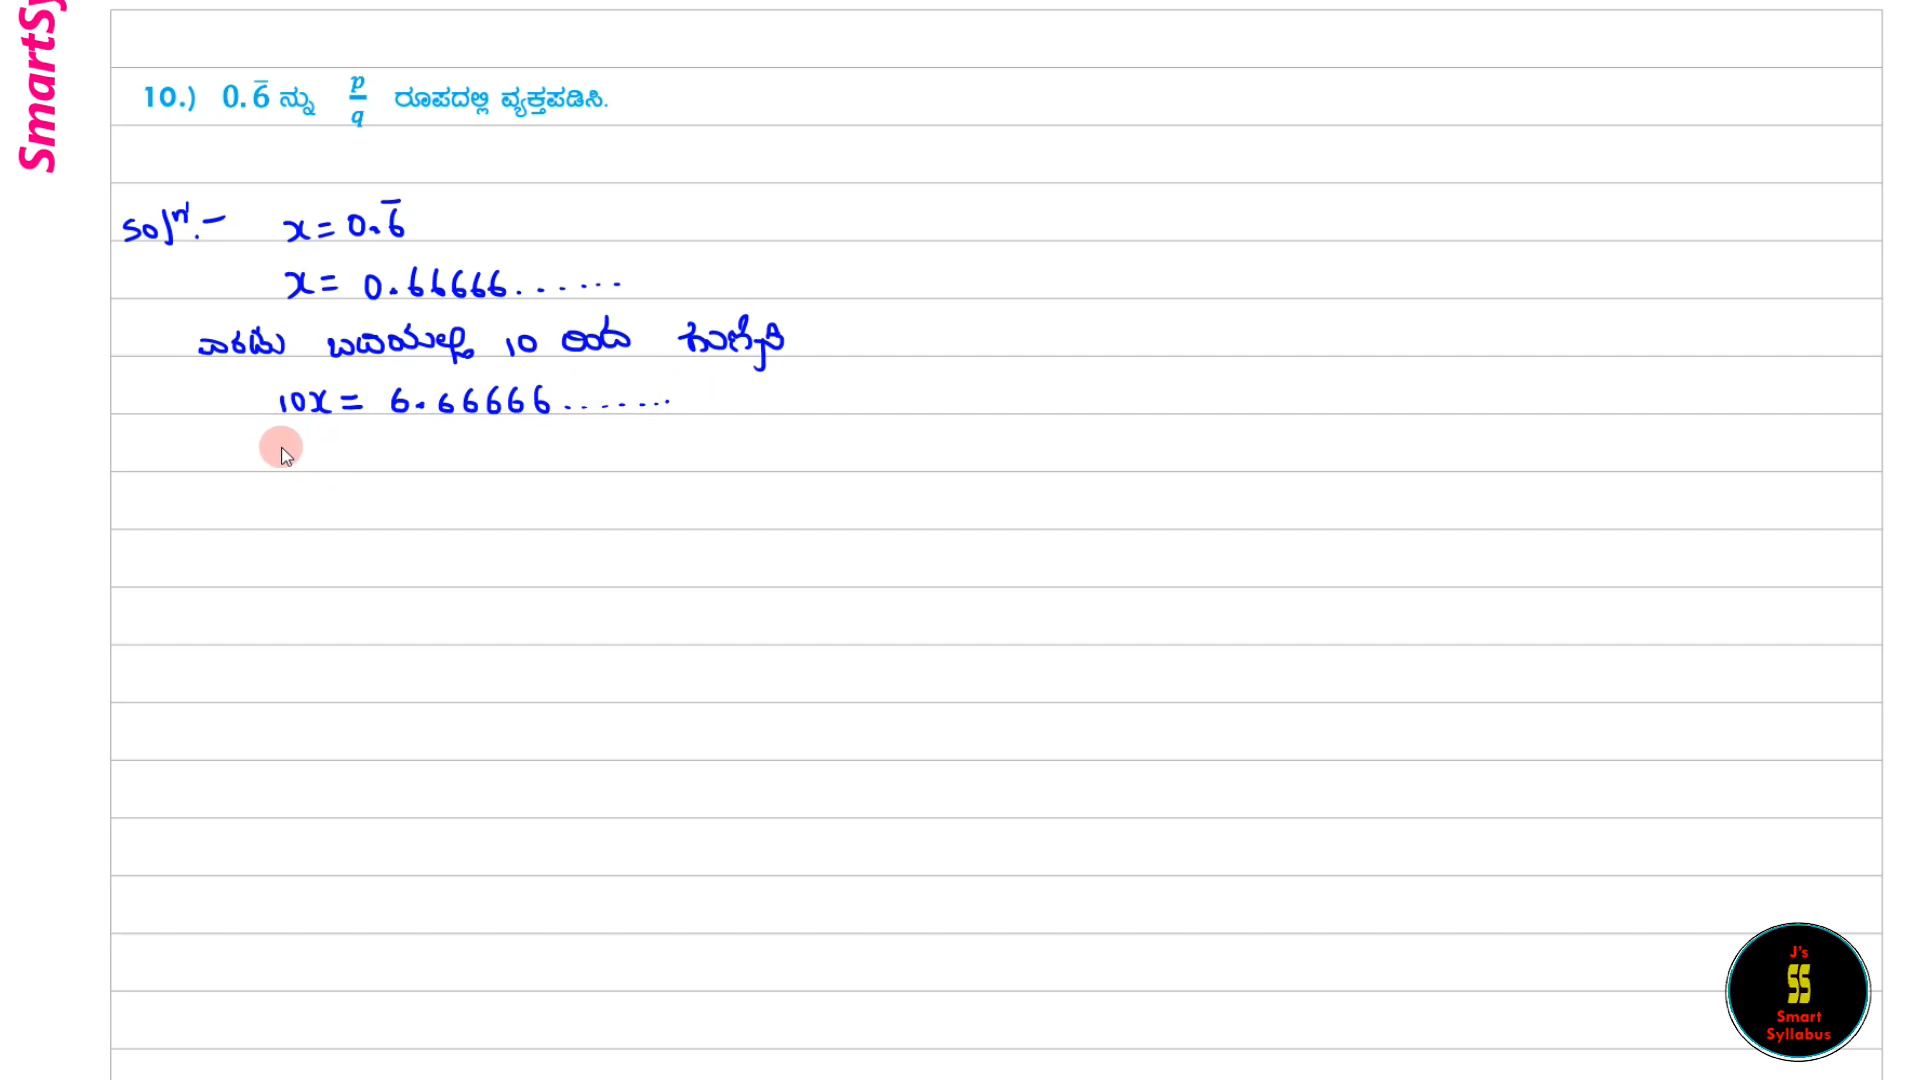 SmartSy
10.) 0.6̅ ನ್ನು p/q ರೂಪದಲ್ಲಿ ವ್ಯಕ್ತಪಡಿಸಿ.
Solⁿ:- x = 0.6̅
x = 0.66666.......
ಎರಡು ಬದಿಯಲ್ಲಿ 10 ರಿಂದ ಗುಣಿಸಿ
10x = 6.66666.......
J's
SS
Smart
Syllabus